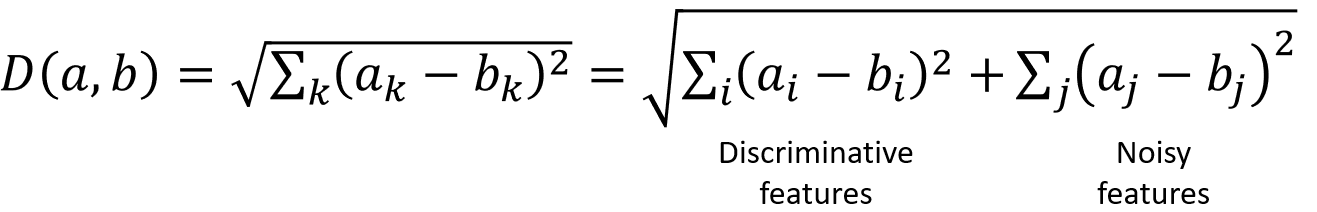 D(a, b) = √∑ₖ(aₖ − bₖ)² = √∑ᵢ(aᵢ − bᵢ)² + ∑ⱼ(aⱼ − bⱼ)²
Discriminative Noisy
features features